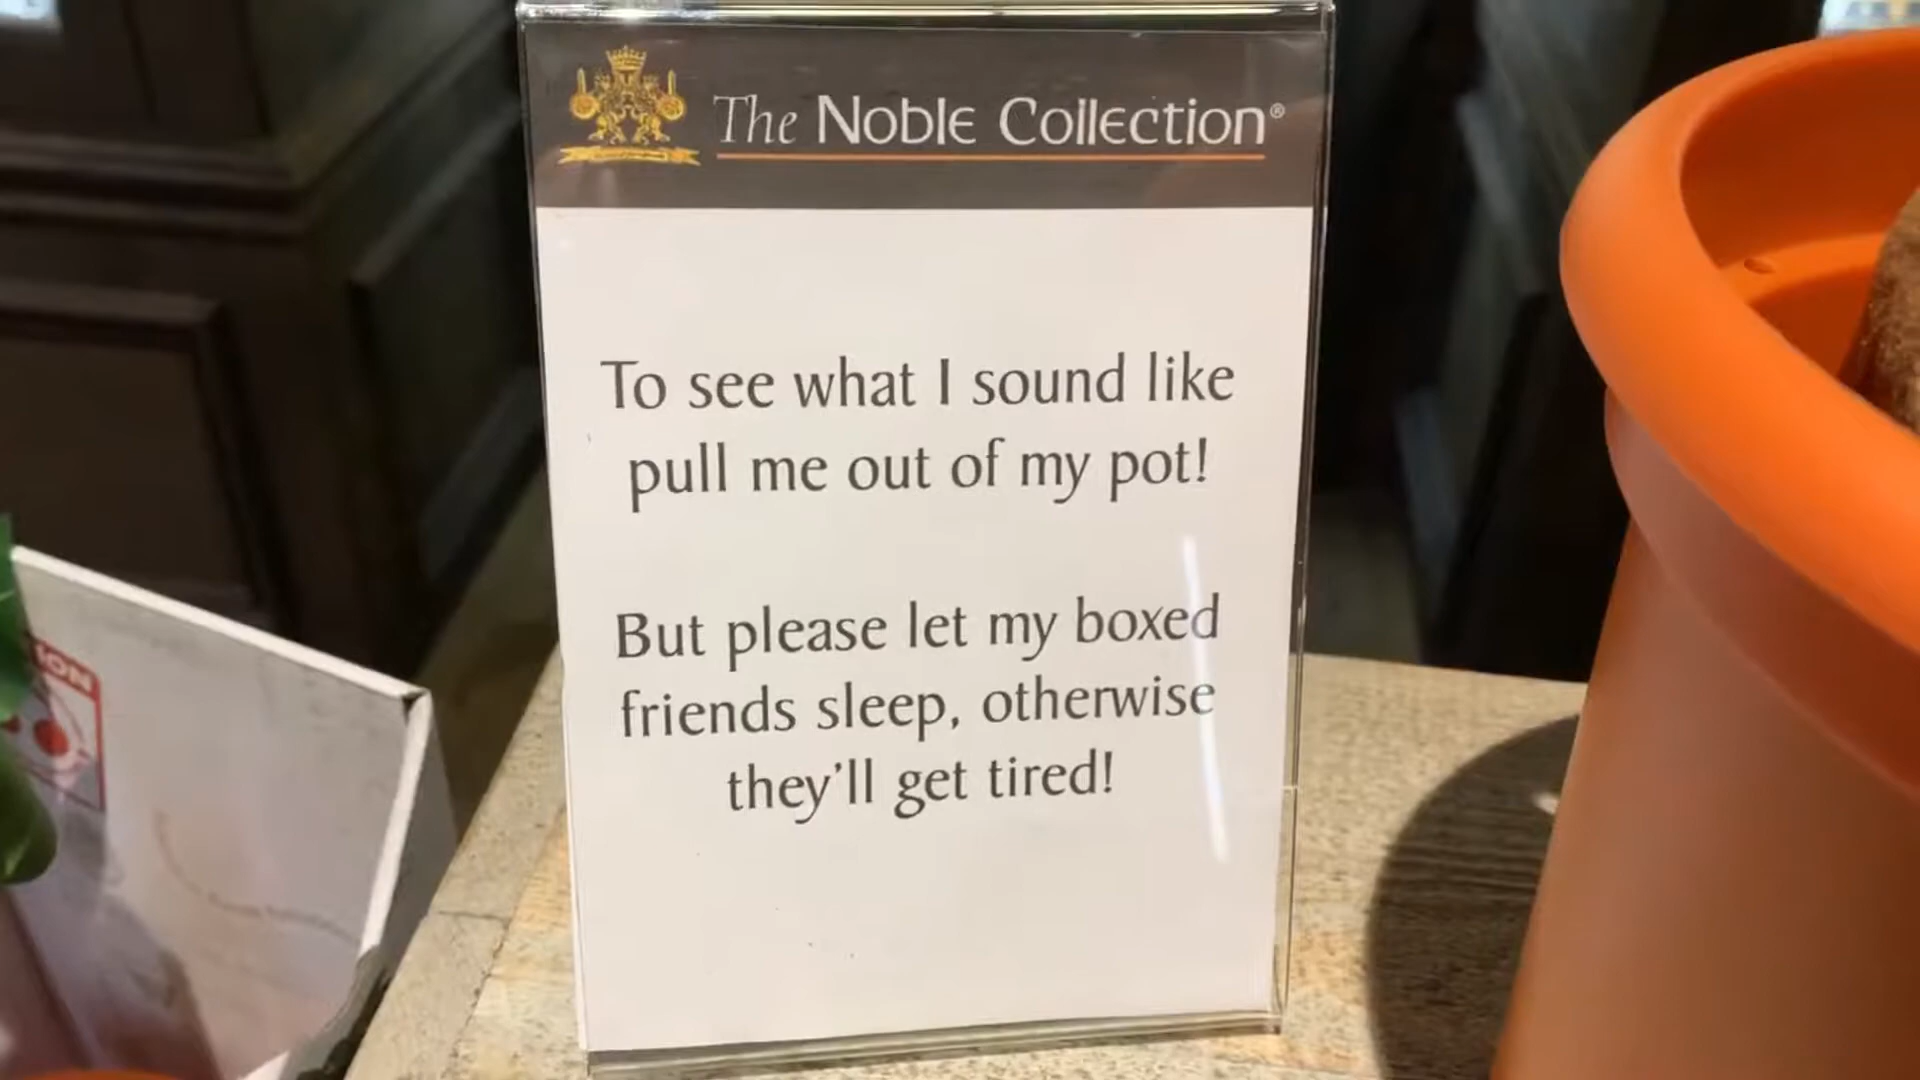 The Noble Collection®
To see what I sound like
pull me out of my pot!
But please let my boxed
friends sleep, otherwise
they'll get tired!